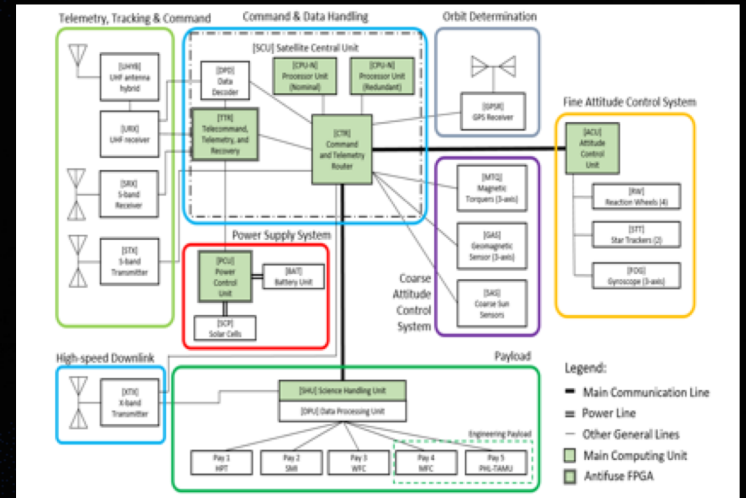 Telemetry, Tracking & Command
Command & Data Handling
Orbit Determination
[SCU] Satellite Central Unit
[UHYB]
UHF antenna
hybrid
[DPD]
Data
Decoder
[CPU-N]
Processor Unit
(Nominal)
[CPU-N]
Processor Unit
(Redundant)
[GPSR]
GPS Receiver
Fine Attitude Control System
[URX]
UHF receiver
[TTR]
Telecommand,
Telemetry, and
Recovery
[CTR]
Command
and Telemetry
Router
[ACU]
Attitude
Control
Unit
[SRX]
S-band
Receiver
[MTQ]
Magnetic
Torquers (3-axis)
[RW]
Reaction Wheels (4)
[STX]
S-band
Transmitter
[GAS]
Geomagnetic
Sensor (3-axis)
[STT]
Star Trackers (2)
[FOG]
Gyroscope (3-axis)
Power Supply System
[PCU]
Power
Control
Unit
[BAT]
Battery Unit
[SCP]
Solar Cells
Coarse
Attitude
Control
System
[SAS]
Coarse Sun
Sensors
High-speed Downlink
Payload
[XTX]
X-band
Transmitter
[SHU] Science Handling Unit
[DPU] Data Processing Unit
Engineering Payload
Pay 1
HPT
Pay 2
SMI
Pay 3
WFC
Pay 4
MFC
Pay 5
PHL-TAMU
Legend:
Main Communication Line
Power Line
Other General Lines
Main Computing Unit
Antifuse FPGA